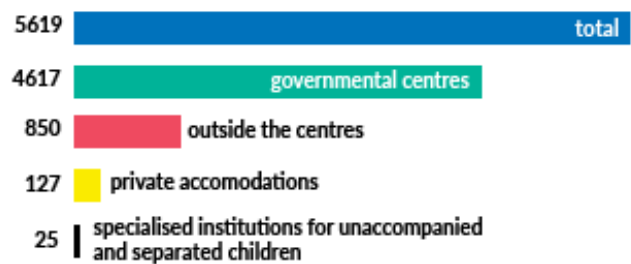 5619 total
4617 governmental centres
850 outside the centres
127 private accomodations
25 specialised institutions for unaccompanied
and separated children